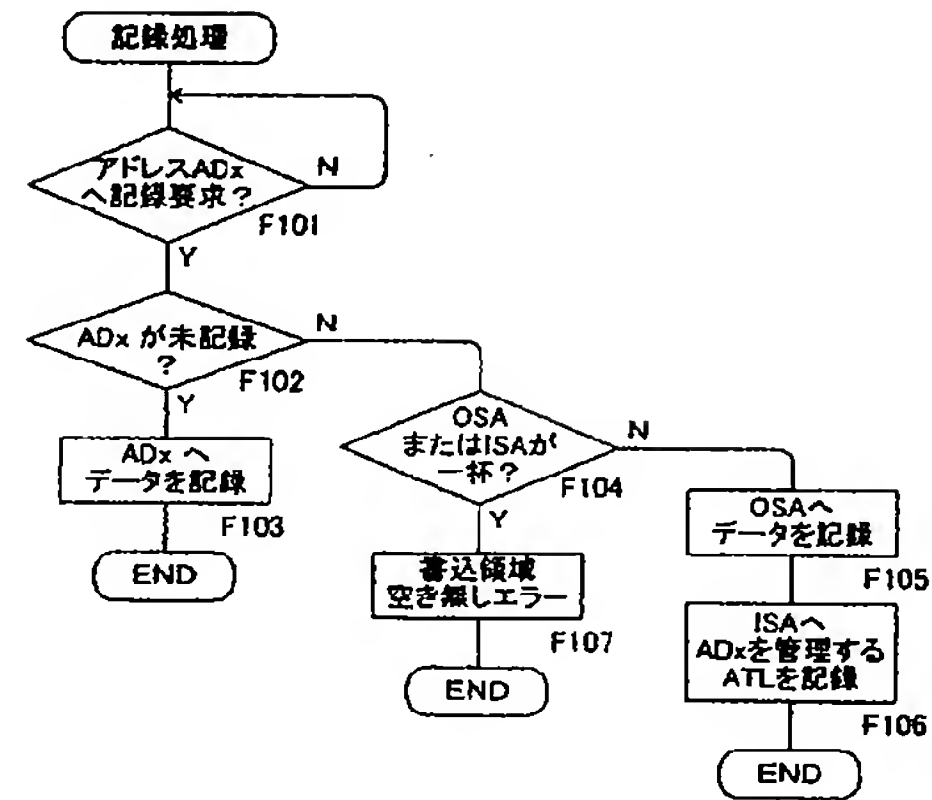 記録処理
アドレスADx
へ記録要求？
N
F101
Y
ADx が未記録
？
N
F102
Y
ADx へ
データを記録
F103
END
OSA
またはISAが
一杯？
N
F104
Y
書込領域
空き無しエラー
F107
END
OSAへ
データを記録
F105
ISAへ
ADxを管理する
ATLを記録
F106
END